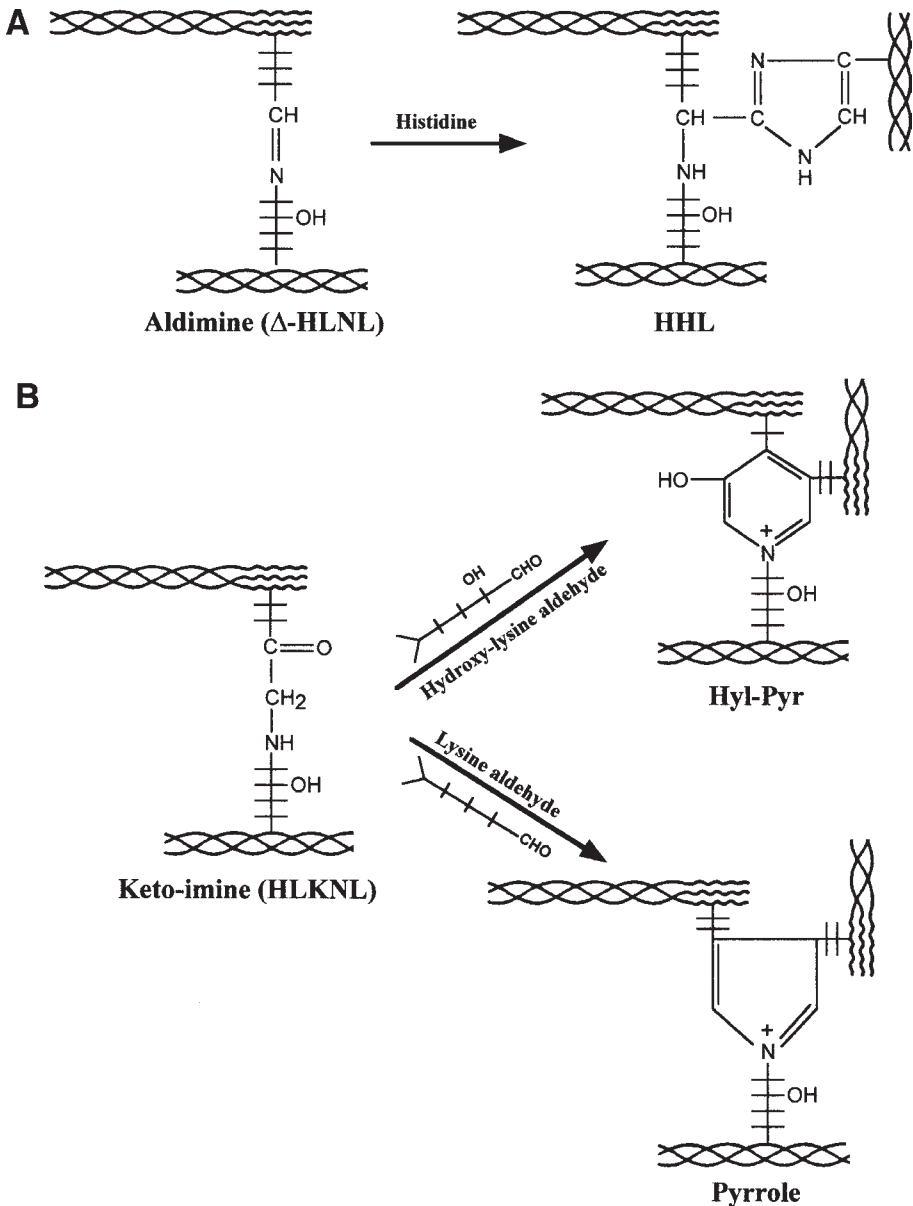 A
CH
N
OH
Aldimine (Δ-HLNL)
Histidine
N
C
CH
C
CH
N
H
NH
OH
HHL
B
C=O
CH2
NH
OH
Keto-imine (HLKNL)
OH
CHO
Hydroxy-lysine aldehyde
HO
+
N
OH
Hyl-Pyr
Lysine aldehyde
CHO
+
N
OH
Pyrrole